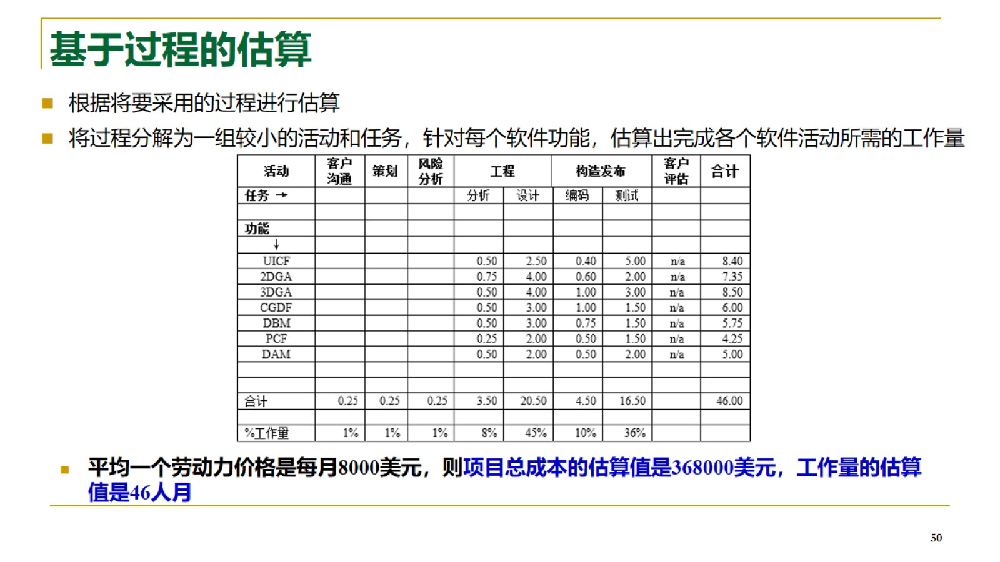 基于过程的估算
根据将要采用的过程进行估算
将过程分解为一组较小的活动和任务，针对每个软件功能，估算出完成各个软件活动所需的工作量
活动 客户沟通 策划 风险分析 工程 构造发布 客户评估 合计
任务 → 分析 设计 编码 测试
功能
↓
UICF 0.50 2.50 0.40 5.00 n/a 8.40
2DGA 0.75 4.00 0.60 2.00 n/a 7.35
3DGA 0.50 4.00 1.00 3.00 n/a 8.50
CGDF 0.50 3.00 1.00 1.50 n/a 6.00
DBM 0.50 3.00 0.75 1.50 n/a 5.75
PCF 0.25 2.00 0.50 1.50 n/a 4.25
DAM 0.50 2.00 0.50 2.00 n/a 5.00
合计 0.25 0.25 0.25 3.50 20.50 4.50 16.50 46.00
%工作量 1% 1% 1% 8% 45% 10% 36%
平均一个劳动力价格是每月8000美元，则项目总成本的估算值是368000美元，工作量的估算
值是46人月
50